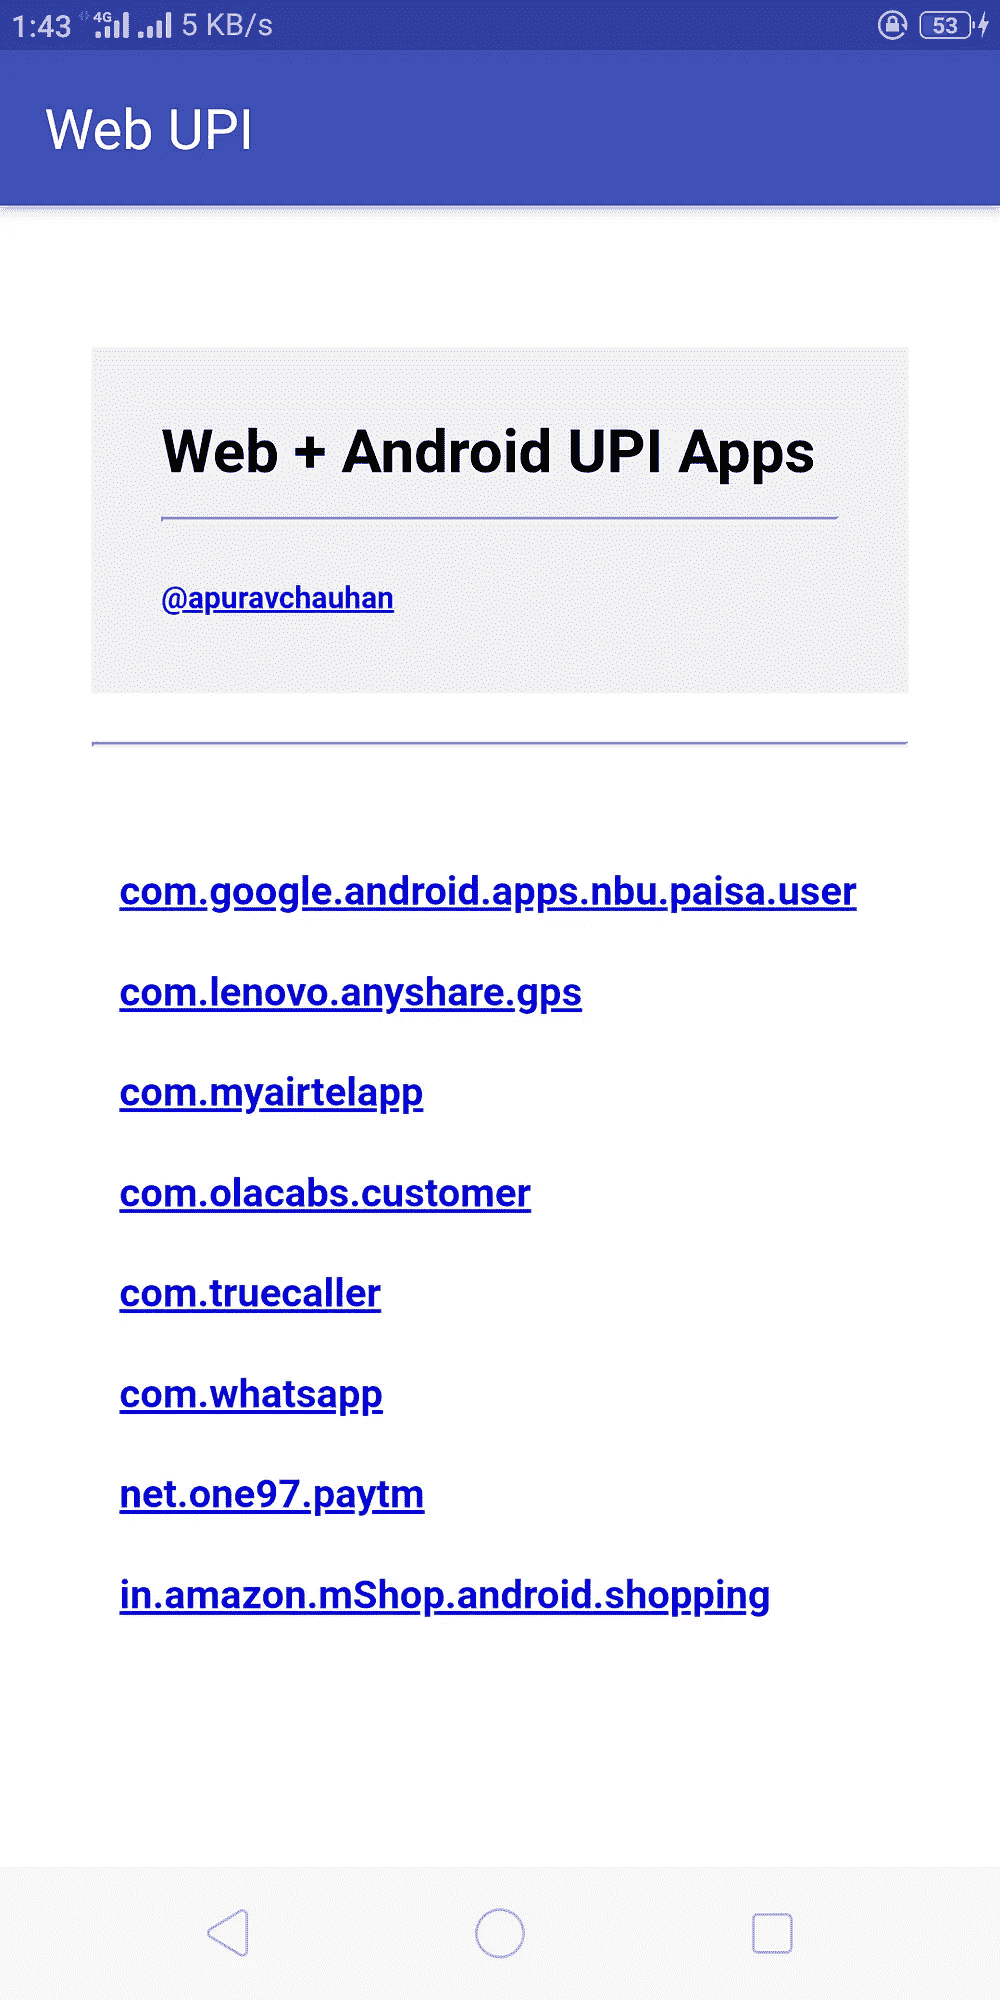 1:43 4G 5 KB/s 53
Web UPI
Web + Android UPI Apps
@apuravchauhan
com.google.android.apps.nbu.paisa.user
com.lenovo.anyshare.gps
com.myairtelapp
com.olacabs.customer
com.truecaller
com.whatsapp
net.one97.paytm
in.amazon.mShop.android.shopping